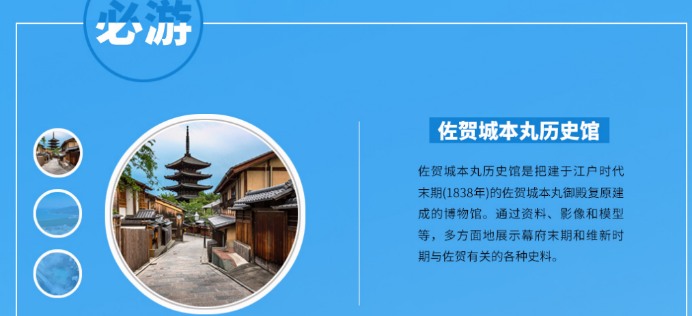 必游
佐贺城本丸历史馆
佐贺城本丸历史馆是把建于江户时代
末期(1838年)的佐贺城本丸御殿复原建
成的博物馆。通过资料、影像和模型
等，多方面地展示幕府末期和维新时
期与佐贺有关的各种史料。